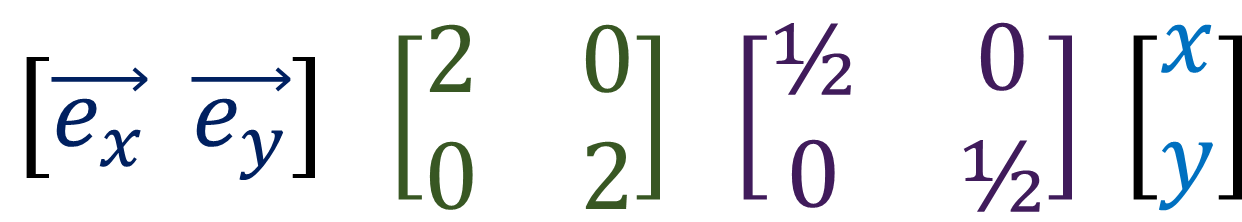 [e_x e_y] [2 0] [½ 0] [x]
[0 2] [0 ½] [y]